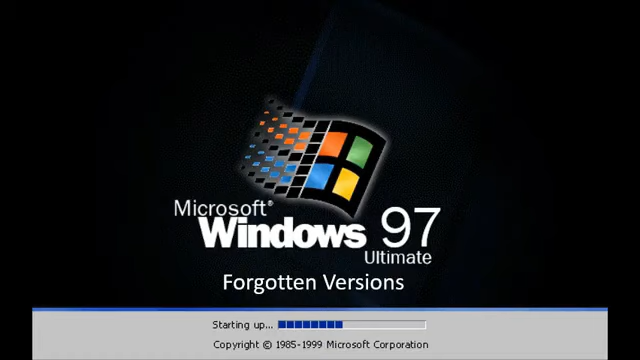 Microsoft®
Windows 97
Ultimate
Forgotten Versions
Starting up...
Copyright © 1985-1999 Microsoft Corporation